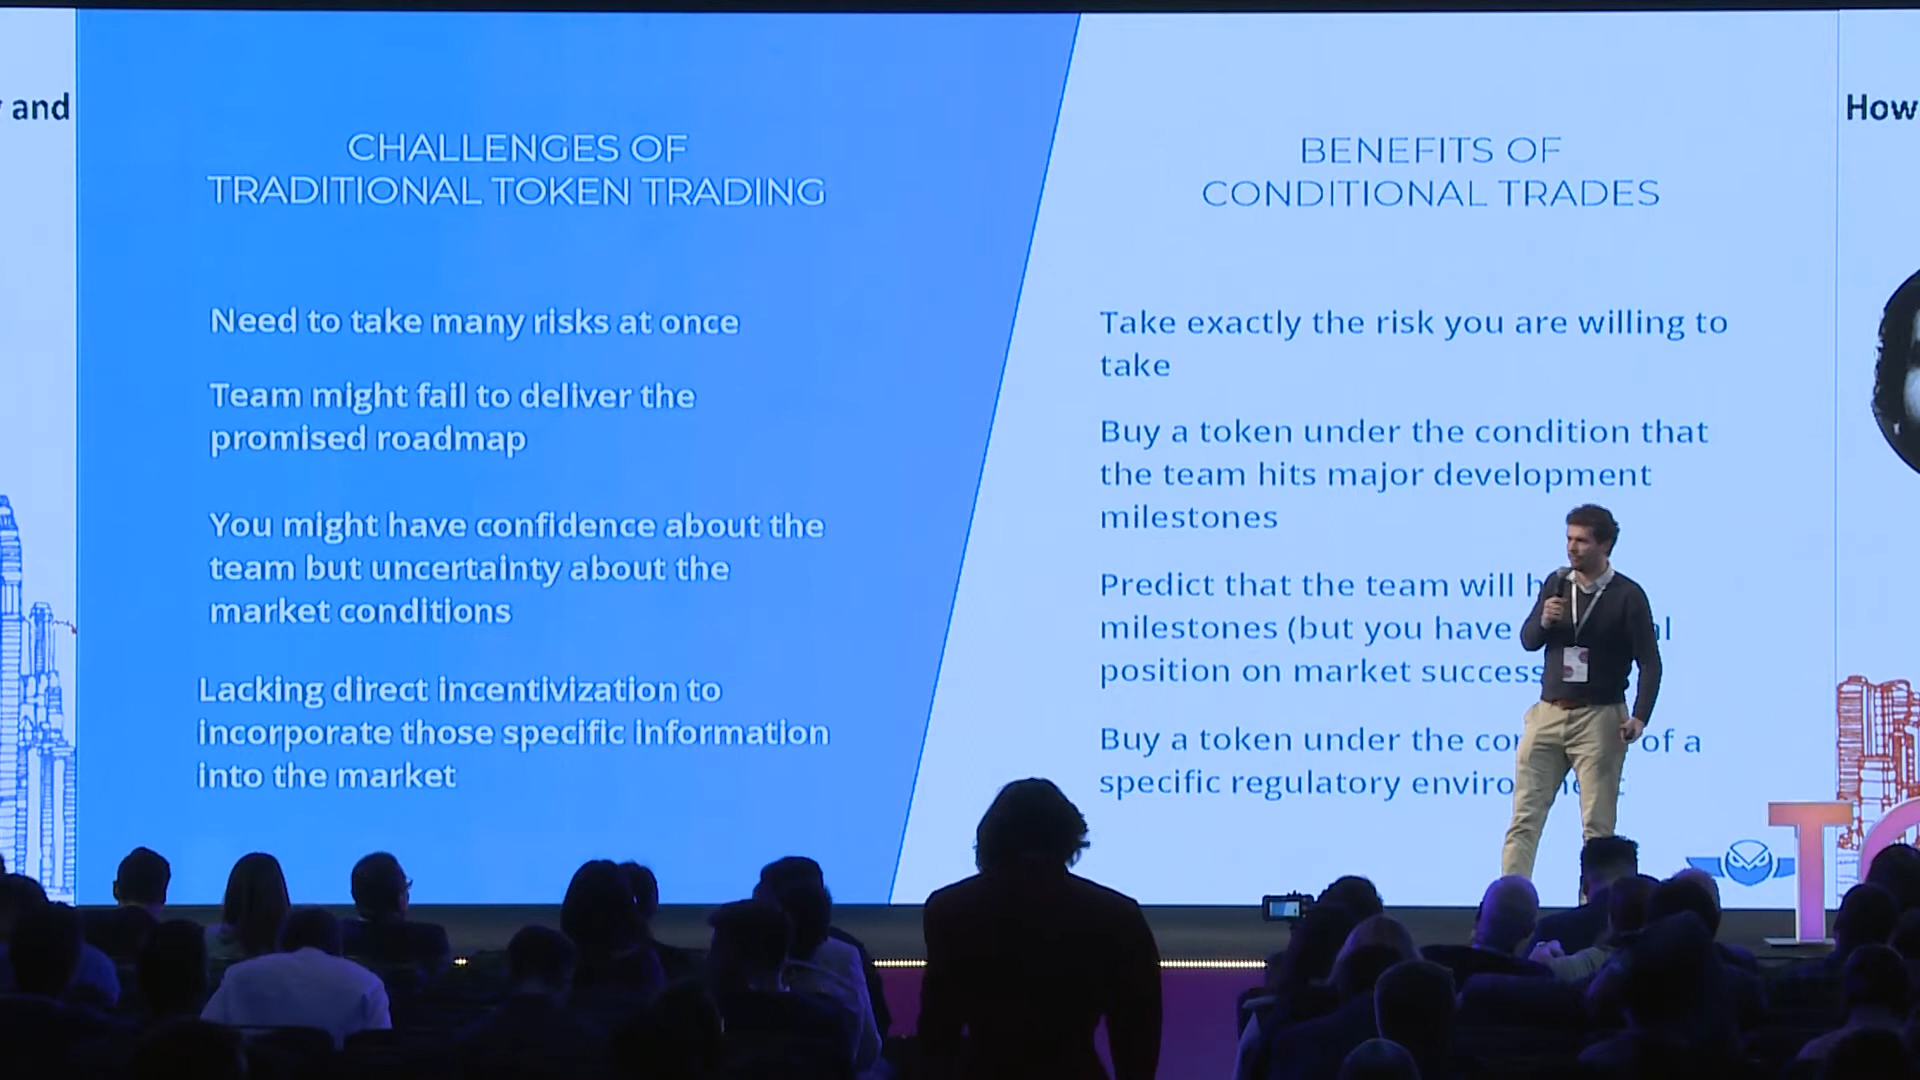 and
CHALLENGES OF
TRADITIONAL TOKEN TRADING
Need to take many risks at once
Team might fail to deliver the
promised roadmap
You might have confidence about the
team but uncertainty about the
market conditions
Lacking direct incentivization to
incorporate those specific information
into the market
BENEFITS OF
CONDITIONAL TRADES
Take exactly the risk you are willing to
take
Buy a token under the condition that
the team hits major development
milestones
Predict that the team will
milestones (but you have
position on market success
Buy a token under the of a
specific regulatory
How
T